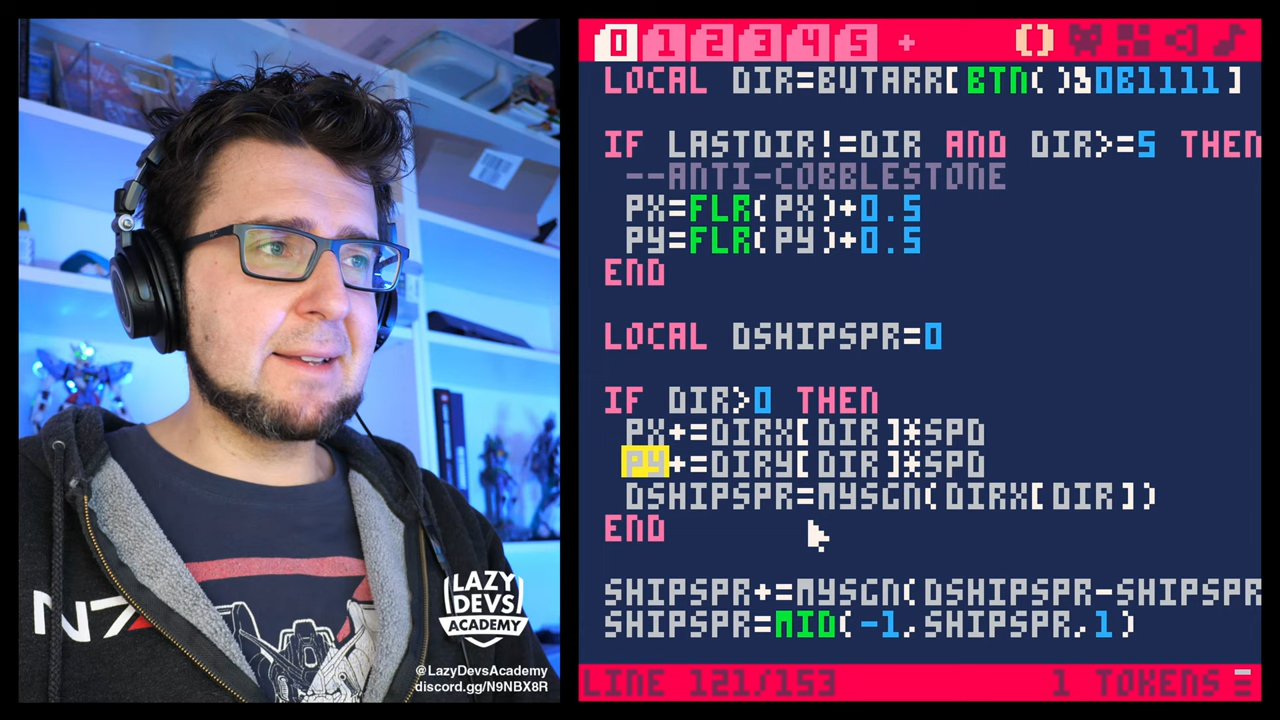 N7
LAZY
DEVS
ACADEMY
@LazyDevsAcademy
discord.gg/N9NBX8R
0 1 2 3 4 5 +
LOCAL DIR=BUTARR[BTN()&0B1111]
IF LASTDIR!=DIR AND DIR>=5 THEN
--ANTI-COBBLESTONE
PX=FLR(PX)+0.5
PY=FLR(PY)+0.5
END
LOCAL DSHIPSPR=0
IF DIR>0 THEN
PX+=DIRX[DIR]*SPD
PY+=DIRY[DIR]*SPD
DSHIPSPR=MYSGN(DIRX[DIR])
END
SHIPSPR+=MYSGN(DSHIPSPR-SHIPSPR
SHIPSPR=MID(-1,SHIPSPR,1)
LINE 121/153 1 TOKENS